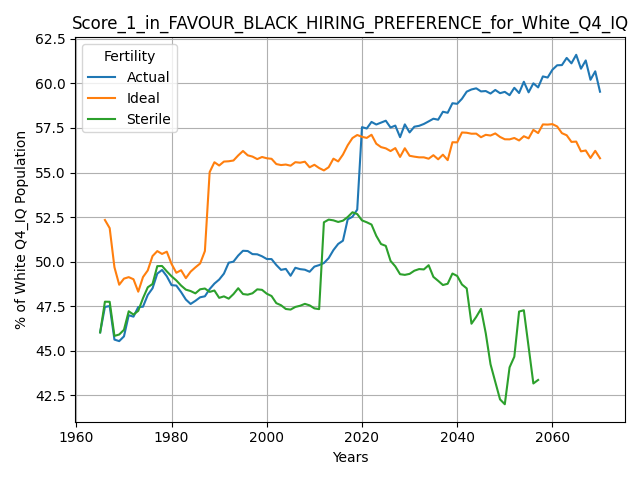 Score_1_in_FAVOUR_BLACK_HIRING_PREFERENCE_for_White_Q4_IQ
62.5
60.0
57.5
55.0
52.5
50.0
47.5
45.0
42.5
% of White Q4_IQ Population
Fertility
Actual
Ideal
Sterile
1960
1980
2000
2020
2040
2060
Years